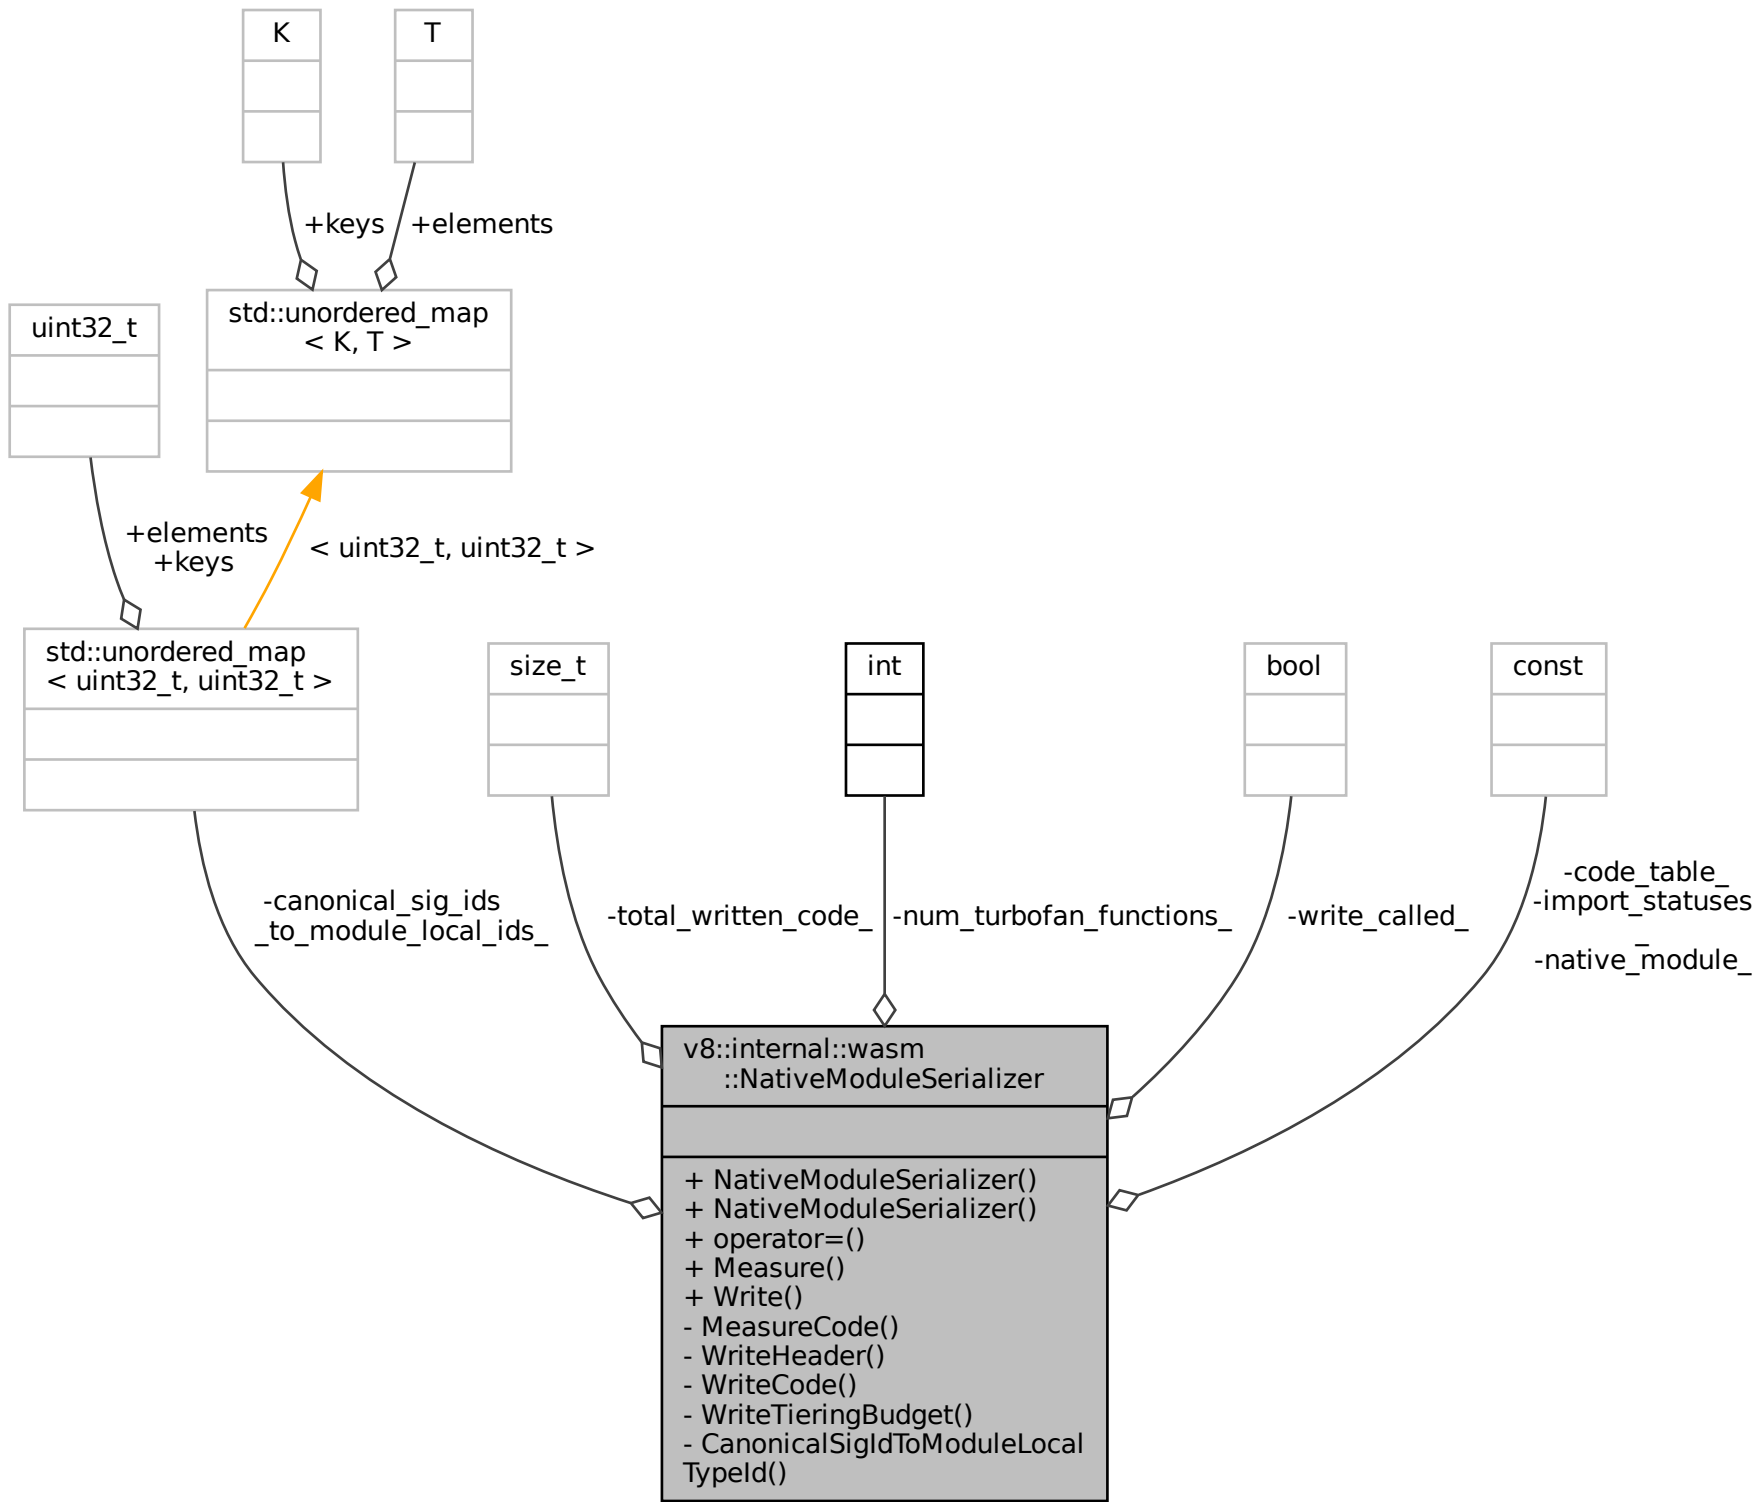 K
T
+keys
+elements
uint32_t
std::unordered_map
< K, T >
+elements
+keys
< uint32_t, uint32_t >
std::unordered_map
< uint32_t, uint32_t >
size_t
int
bool
const
-canonical_sig_ids
_to_module_local_ids_
-total_written_code_
-num_turbofan_functions_
-write_called_
-code_table_
-import_statuses
_
-native_module_
v8::internal::wasm
::NativeModuleSerializer
+ NativeModuleSerializer()
+ NativeModuleSerializer()
+ operator=()
+ Measure()
+ Write()
- MeasureCode()
- WriteHeader()
- WriteCode()
- WriteTieringBudget()
- CanonicalSigIdToModuleLocal
TypeId()